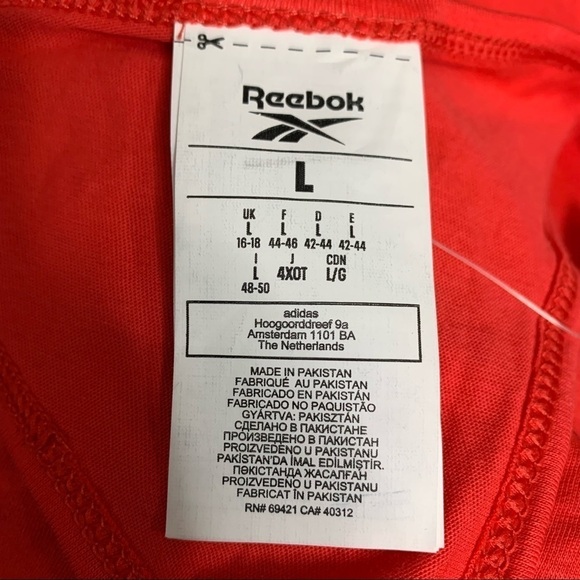 Reebok
L
UK F D E
L L L L
16-18 44-46 42-44 42-44
I J CDN
L 4XOT L/G
48-50
adidas
Hoogoorddreef 9a
Amsterdam 1101 BA
The Netherlands
MADE IN PAKISTAN
FABRIQUÉ AU PAKISTAN
FABRICADO EN PAKISTÁN
FABRICADO NO PAQUISTÃO
GYÁRTVA: PAKISZTÁN
СДЕЛАНО В ПАКИСТАНЕ
ПРОИЗВЕДЕНО В ПАКИСТАН
PROIZVEDENO U PAKISTANU
PAKİSTAN'DA İMAL EDİLMİŞTİR.
ПӘКІСТАНДА ЖАСАЛҒАН
PROIZVEDENO U PAKISTANU
FABRICAT ÎN PAKISTAN
RN# 69421 CA# 40312